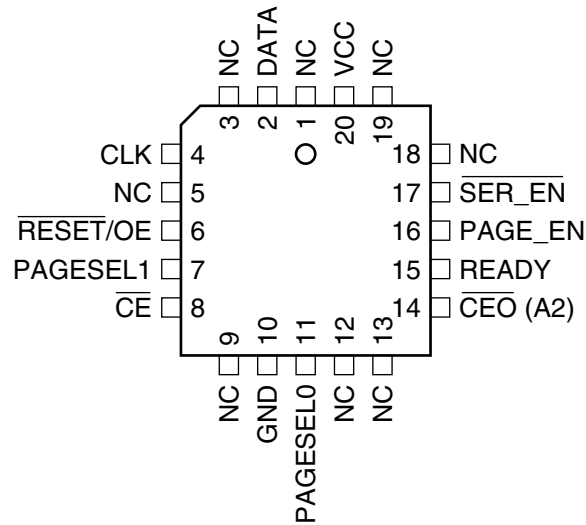 NC
DATA
NC
VCC
NC
3
2
1
20
19
CLK 4
NC 5
RESET/OE 6
PAGESEL1 7
CE 8
18 NC
17 SER_EN
16 PAGE_EN
15 READY
14 CEO (A2)
9
10
11
12
13
NC
GND
PAGESEL0
NC
NC